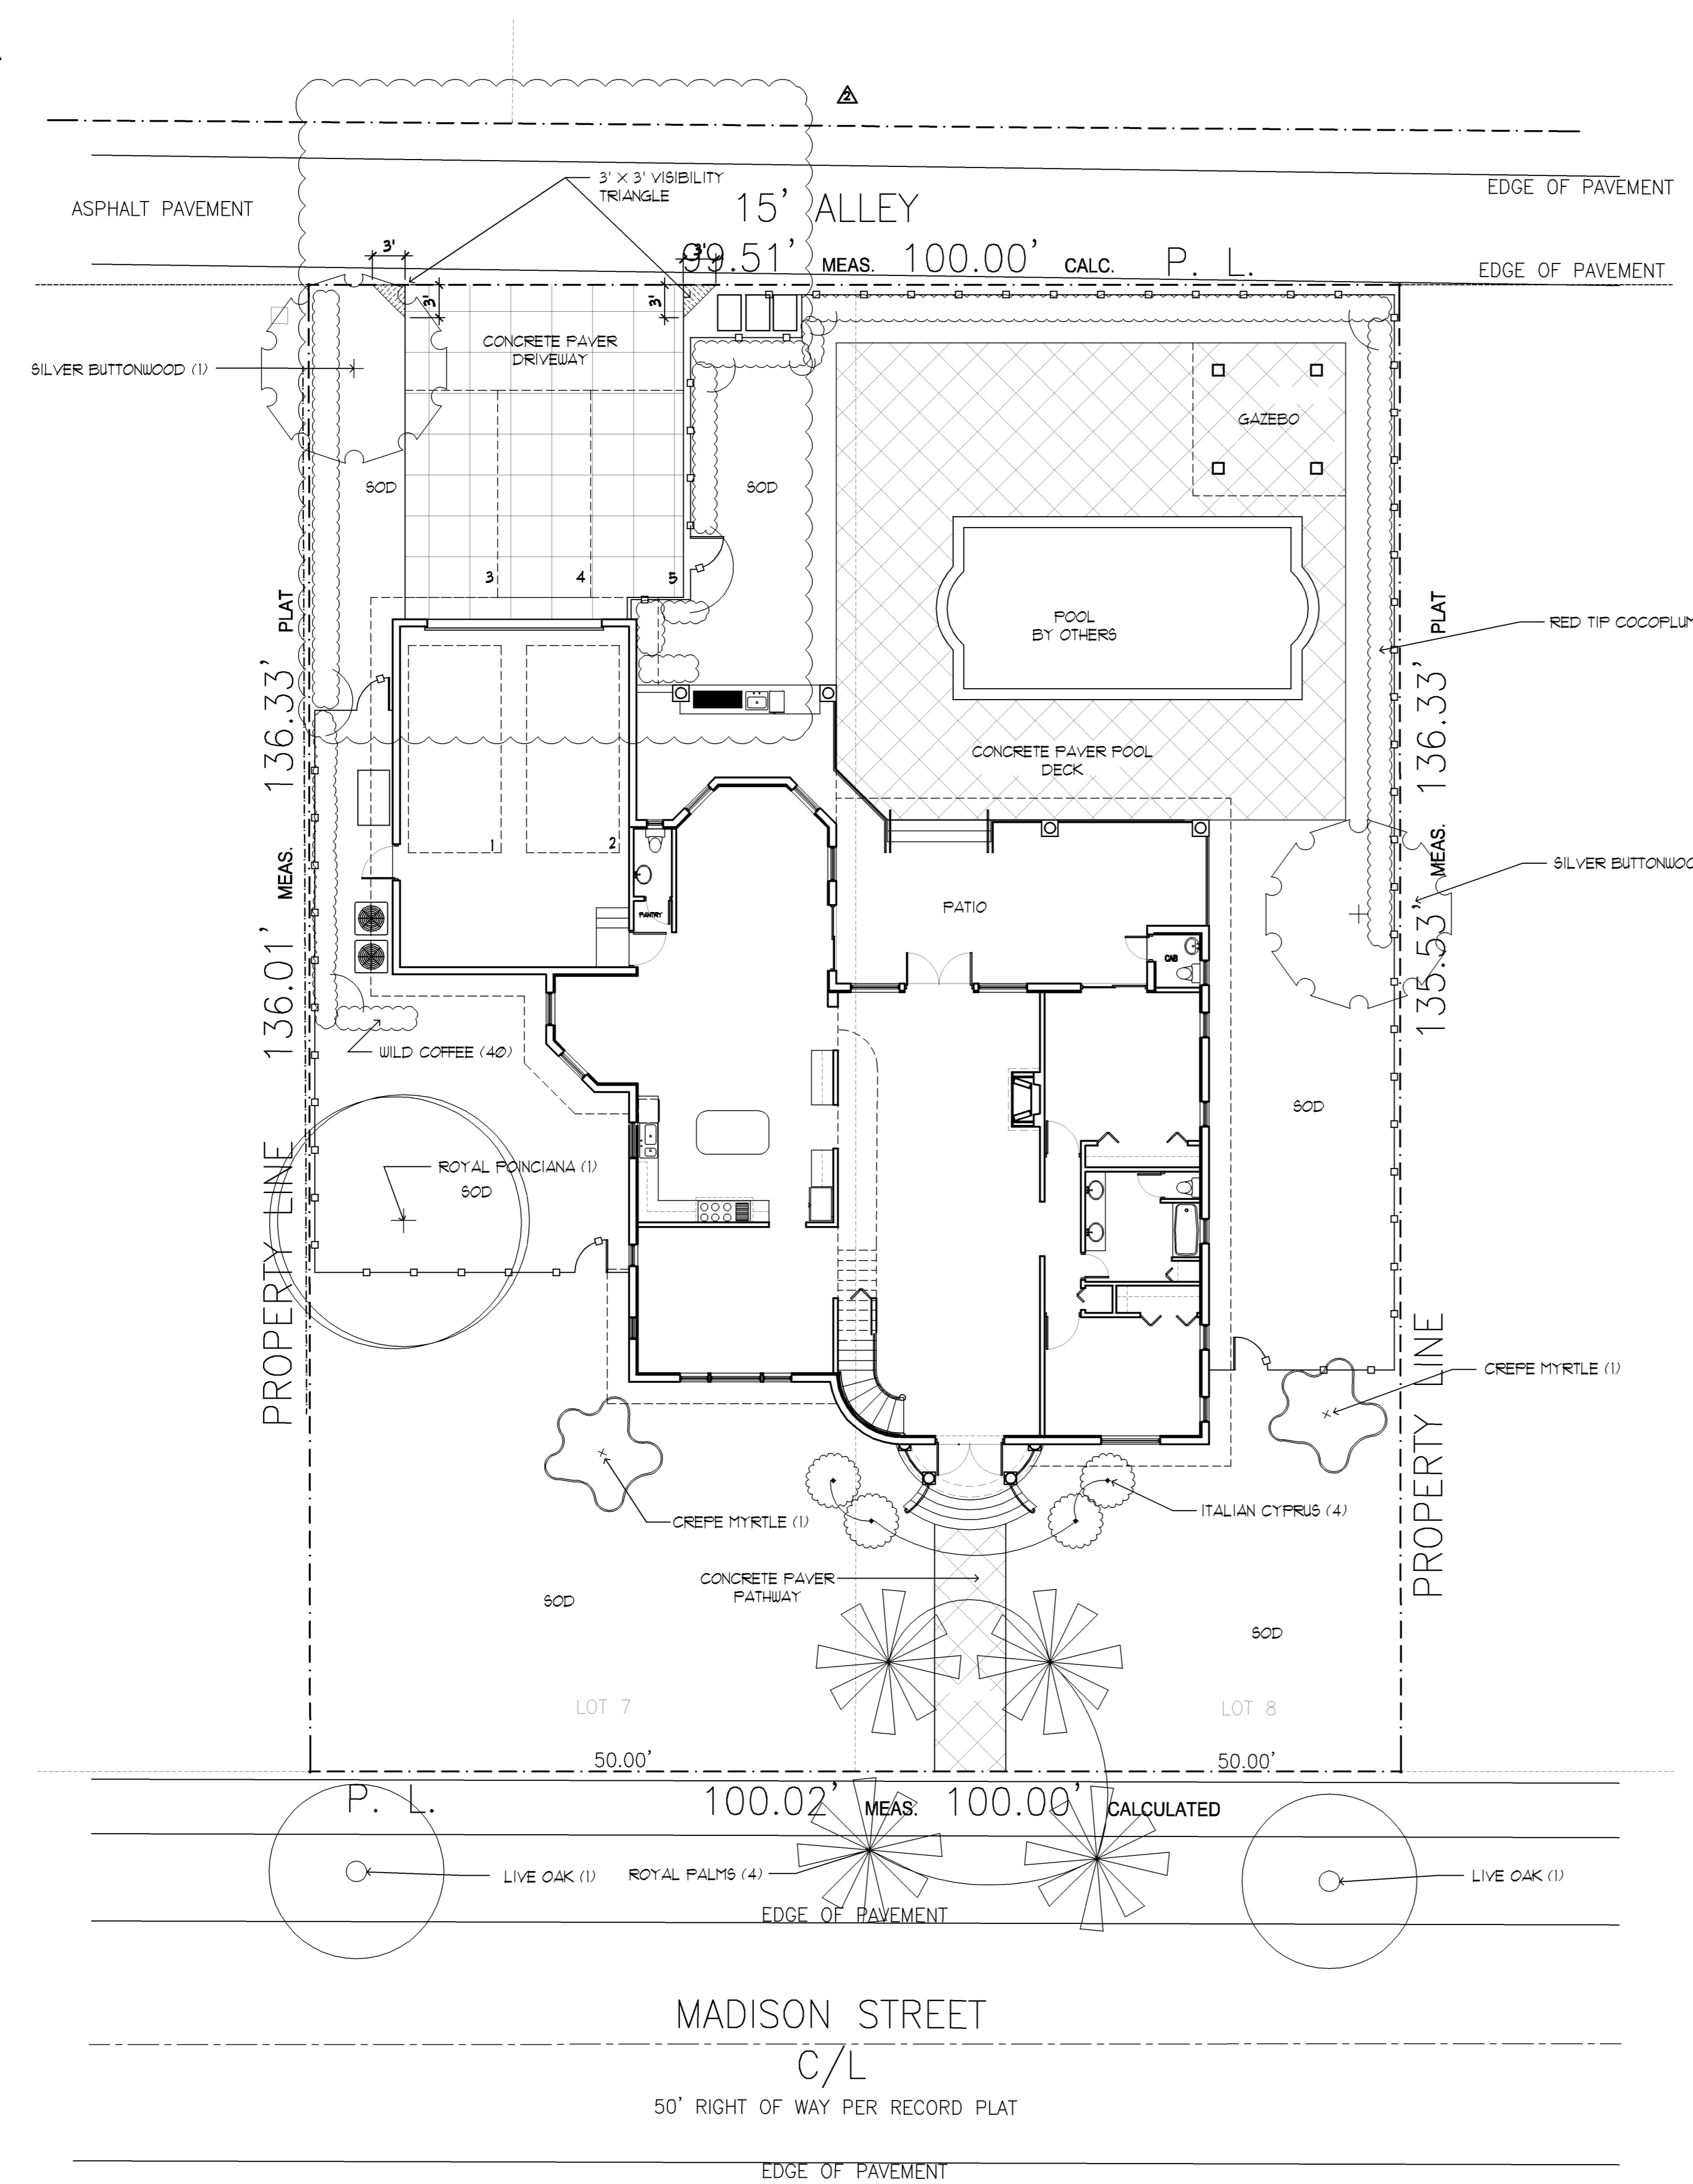 2
3' X 3' VISIBILITY
TRIANGLE
EDGE OF PAVEMENT
ASPHALT PAVEMENT
15' ALLEY
3'
3'
99.51' MEAS. 100.00' CALC. P. L.
EDGE OF PAVEMENT
3'
3'
CONCRETE PAVER
DRIVEWAY
SILVER BUTTONWOOD (1)
GAZEBO
SOD
SOD
3
4
5
POOL
BY OTHERS
RED TIP COCOPLUM
136.33' PLAT
136.33' PLAT
CONCRETE PAVER POOL
DECK
1
2
SILVER BUTTONWOO
PANTRY
PATIO
CAB
136.01' MEAS.
135.53' MEAS.
WILD COFFEE (40)
SOD
ROYAL POINCIANA (1)
SOD
PROPERTY LINE
PROPERTY LINE
CREPE MYRTLE (1)
ITALIAN CYPRUS (4)
CREPE MYRTLE (1)
CONCRETE PAVER
PATHWAY
SOD
SOD
LOT 7
LOT 8
50.00'
50.00'
P. L.
100.02' MEAS. 100.00' CALCULATED
LIVE OAK (1)
ROYAL PALMS (4)
LIVE OAK (1)
EDGE OF PAVEMENT
MADISON STREET
C/L
50' RIGHT OF WAY PER RECORD PLAT
EDGE OF PAVEMENT